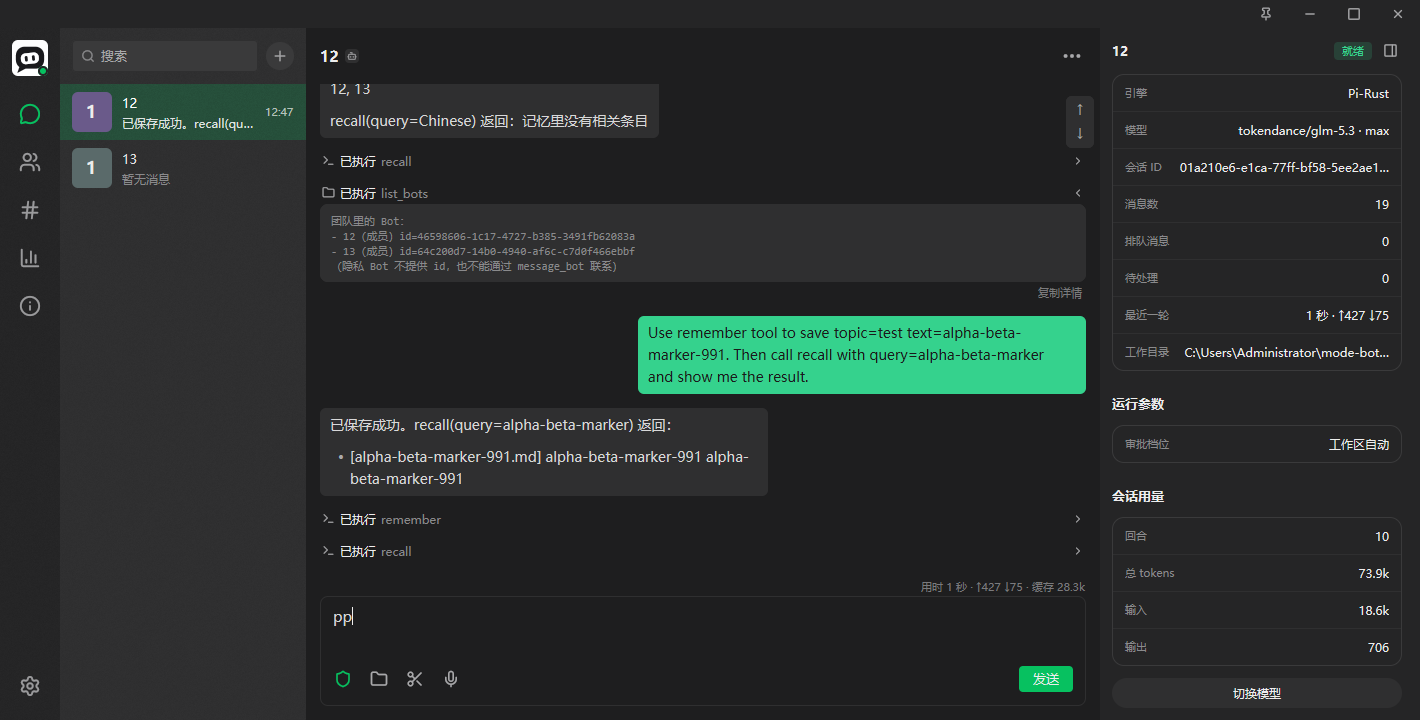 搜索
1
12
12:47
已保存成功。recall(qu...
1
13
暂无消息
12
12, 13
recall(query=Chinese) 返回：记忆里没有相关条目
已执行 recall
已执行 list_bots
团队里的 Bot:
- 12 (成员) id=46598606-1c17-4727-b385-3491fb62083a
- 13 (成员) id=64c200d7-14b0-4940-af6c-c7d0f466ebbf
(隐私 Bot 不提供 id，也不能通过 message_bot 联系)
复制详情
Use remember tool to save topic=test text=alpha-beta-
marker-991. Then call recall with query=alpha-beta-marker
and show me the result.
已保存成功。recall(query=alpha-beta-marker) 返回：
• [alpha-beta-marker-991.md] alpha-beta-marker-991 alpha-
beta-marker-991
已执行 remember
已执行 recall
用时 1 秒 · ↑427 ↓75 · 缓存 28.3k
pp
发送
12
就绪
引擎 Pi-Rust
模型 tokendance/glm-5.3 · max
会话 ID 01a210e6-e1ca-77ff-bf58-5ee2ae1...
消息数 19
排队消息 0
待处理 0
最近一轮 1 秒 · ↑427 ↓75
工作目录 C:\Users\Administrator\mode-bot...
运行参数
审批档位 工作区自动
会话用量
回合 10
总 tokens 73.9k
输入 18.6k
输出 706
切换模型